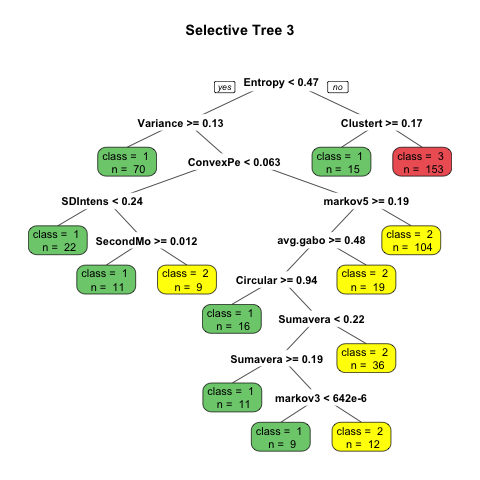 Selective Tree 3
yes
Entropy < 0.47
no
Variance >= 0.13
Clustert >= 0.17
class = 1
n = 70
ConvexPe < 0.063
class = 1
n = 15
class = 3
n = 153
SDIntens < 0.24
markov5 >= 0.19
class = 1
n = 22
SecondMo >= 0.012
avg.gabo >= 0.48
class = 2
n = 104
class = 1
n = 11
class = 2
n = 9
Circular >= 0.94
class = 2
n = 19
class = 1
n = 16
Sumavera < 0.22
Sumavera >= 0.19
class = 2
n = 36
class = 1
n = 11
markov3 < 642e-6
class = 1
n = 9
class = 2
n = 12